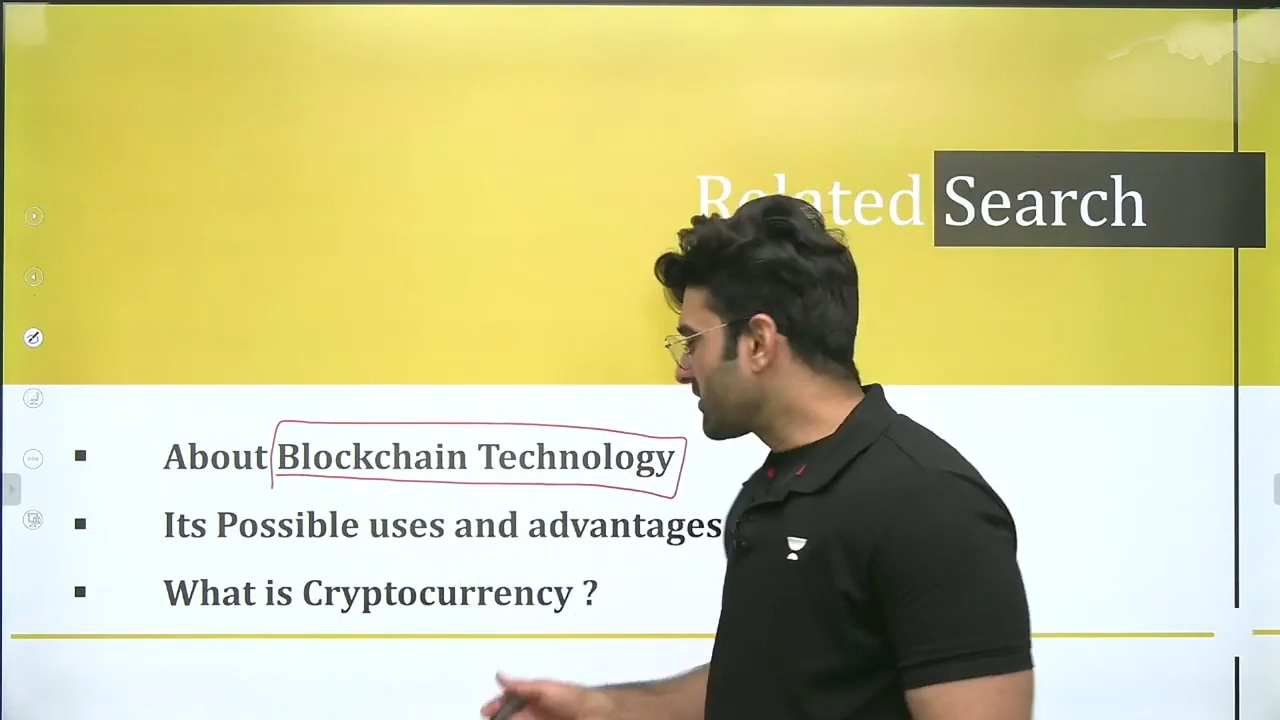 Related Search
▪ About Blockchain Technology
▪ Its Possible uses and advantages
▪ What is Cryptocurrency ?